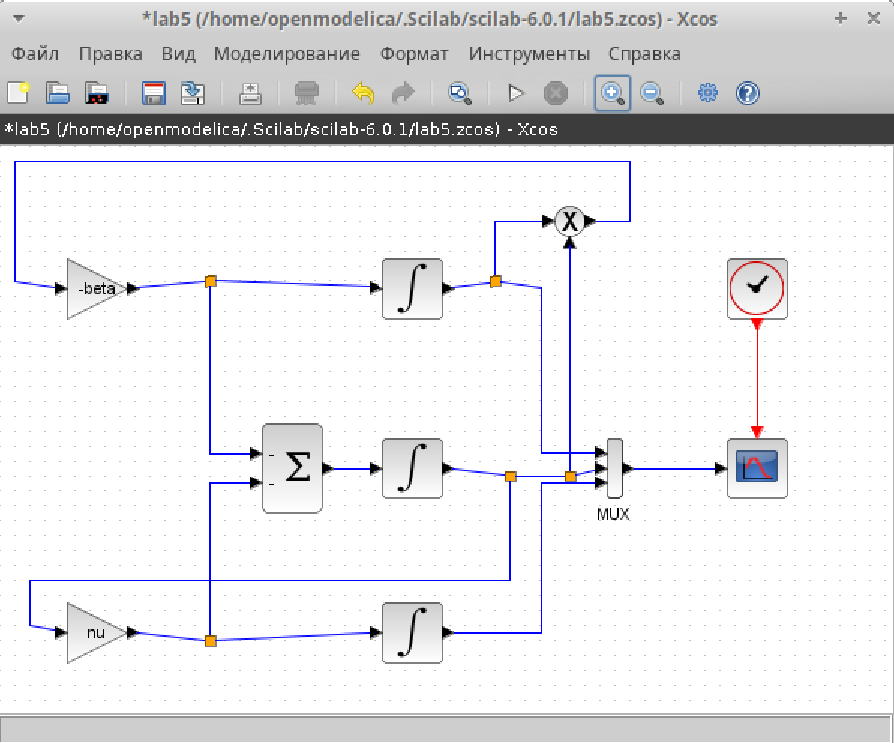 *lab5 (/home/openmodelica/.Scilab/scilab-6.0.1/lab5.zcos) - Xcos
Файл Правка Вид Моделирование Формат Инструменты Справка
*lab5 (/home/openmodelica/.Scilab/scilab-6.0.1/lab5.zcos) - Xcos
X
-beta
∫
-
-
Σ
∫
MUX
nu
∫